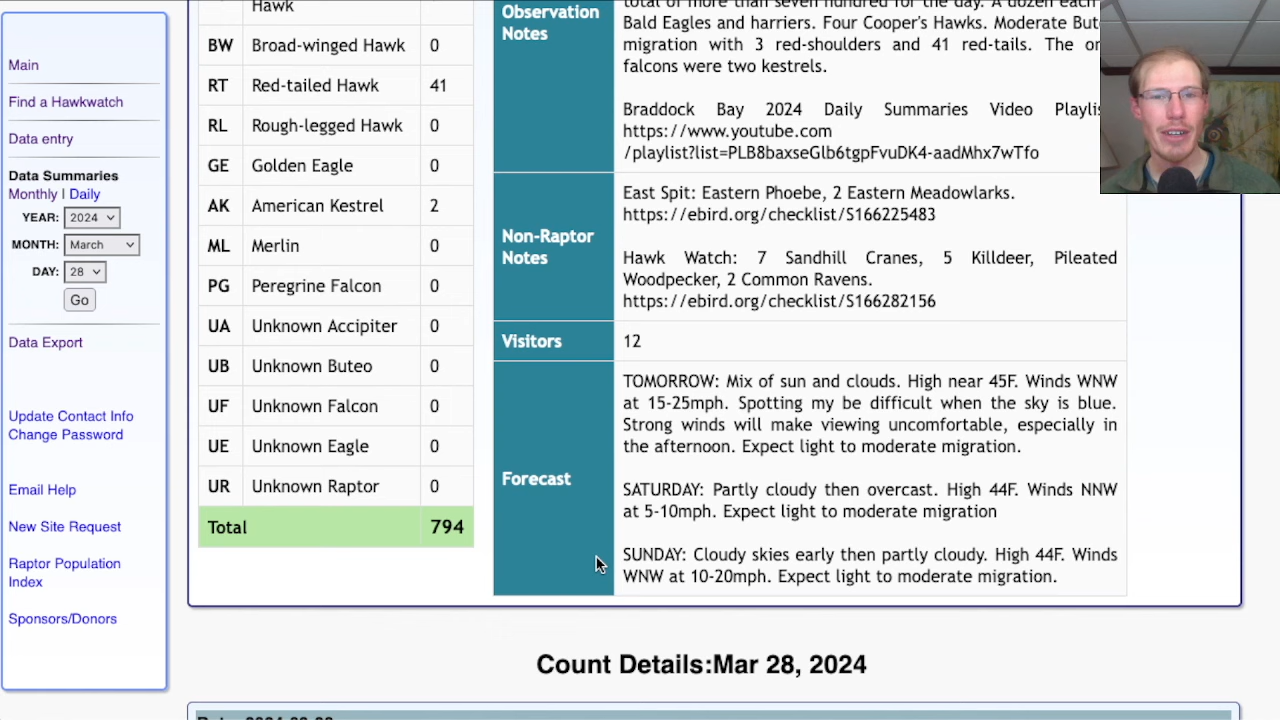 Main
Find a Hawkwatch
Data entry
Data Summaries
Monthly | Daily
YEAR: 2024
MONTH: March
DAY: 28
Go
Data Export
Update Contact Info
Change Password
Email Help
New Site Request
Raptor Population
Index
Sponsors/Donors
Hawk
BW Broad-winged Hawk 0
RT Red-tailed Hawk 41
RL Rough-legged Hawk 0
GE Golden Eagle 0
AK American Kestrel 2
ML Merlin 0
PG Peregrine Falcon 0
UA Unknown Accipiter 0
UB Unknown Buteo 0
UF Unknown Falcon 0
UE Unknown Eagle 0
UR Unknown Raptor 0
Total 794
Observation
Notes
total of more than seven hundred for the day. A dozen each
Bald Eagles and harriers. Four Cooper's Hawks. Moderate But
migration with 3 red-shoulders and 41 red-tails. The
falcons were two kestrels.
Braddock Bay 2024 Daily Summaries Video Playlis
https://www.youtube.com
/playlist?list=PLB8baxseGlb6tgpFvuDK4-aadMhx7wTfo
Non-Raptor
Notes
East Spit: Eastern Phoebe, 2 Eastern Meadowlarks.
https://ebird.org/checklist/S166225483
Hawk Watch: 7 Sandhill Cranes, 5 Killdeer, Pileated
Woodpecker, 2 Common Ravens.
https://ebird.org/checklist/S166282156
Visitors 12
Forecast
TOMORROW: Mix of sun and clouds. High near 45F. Winds WNW
at 15-25mph. Spotting my be difficult when the sky is blue.
Strong winds will make viewing uncomfortable, especially in
the afternoon. Expect light to moderate migration.
SATURDAY: Partly cloudy then overcast. High 44F. Winds NNW
at 5-10mph. Expect light to moderate migration
SUNDAY: Cloudy skies early then partly cloudy. High 44F. Winds
WNW at 10-20mph. Expect light to moderate migration.
Count Details:Mar 28, 2024